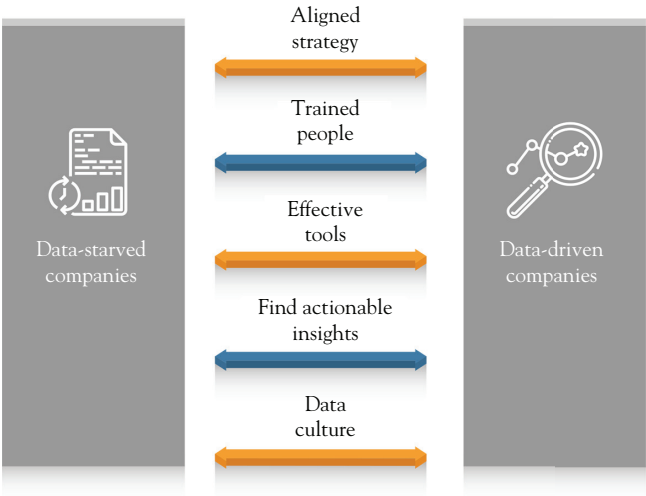 Aligned
strategy
Trained
people
Effective
tools
Find actionable
insights
Data
culture
Data-starved
companies
Data-driven
companies